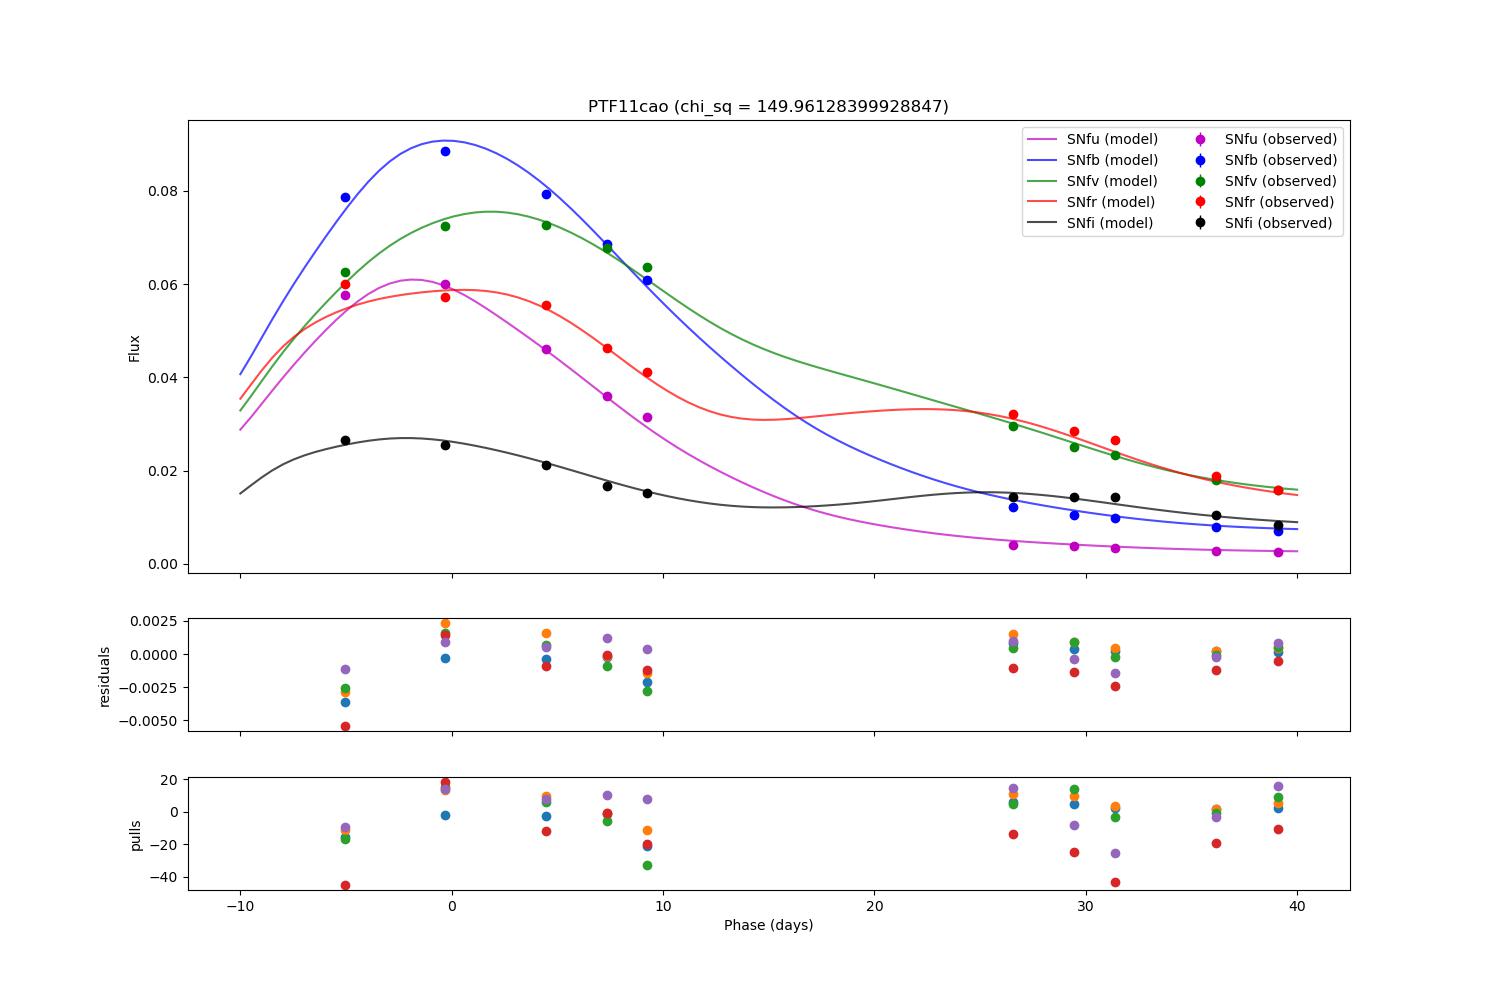 PTF11cao (chi_sq = 149.96128399928847)
Flux
0.08
0.06
0.04
0.02
0.00
SNfu (model) SNfu (observed)
SNfb (model) SNfb (observed)
SNfv (model) SNfv (observed)
SNfr (model) SNfr (observed)
SNfi (model) SNfi (observed)
residuals
0.0025
0.0000
−0.0025
−0.0050
pulls
20
0
−20
−40
−10 0 10 20 30 40
Phase (days)